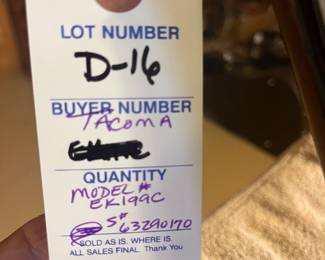 LOT NUMBER
D-16
BUYER NUMBER
TACOMA
QUANTITY
MODEL #
EK199C
S# 63290170
SOLD AS IS. WHERE IS.
ALL SALES FINAL. Thank You